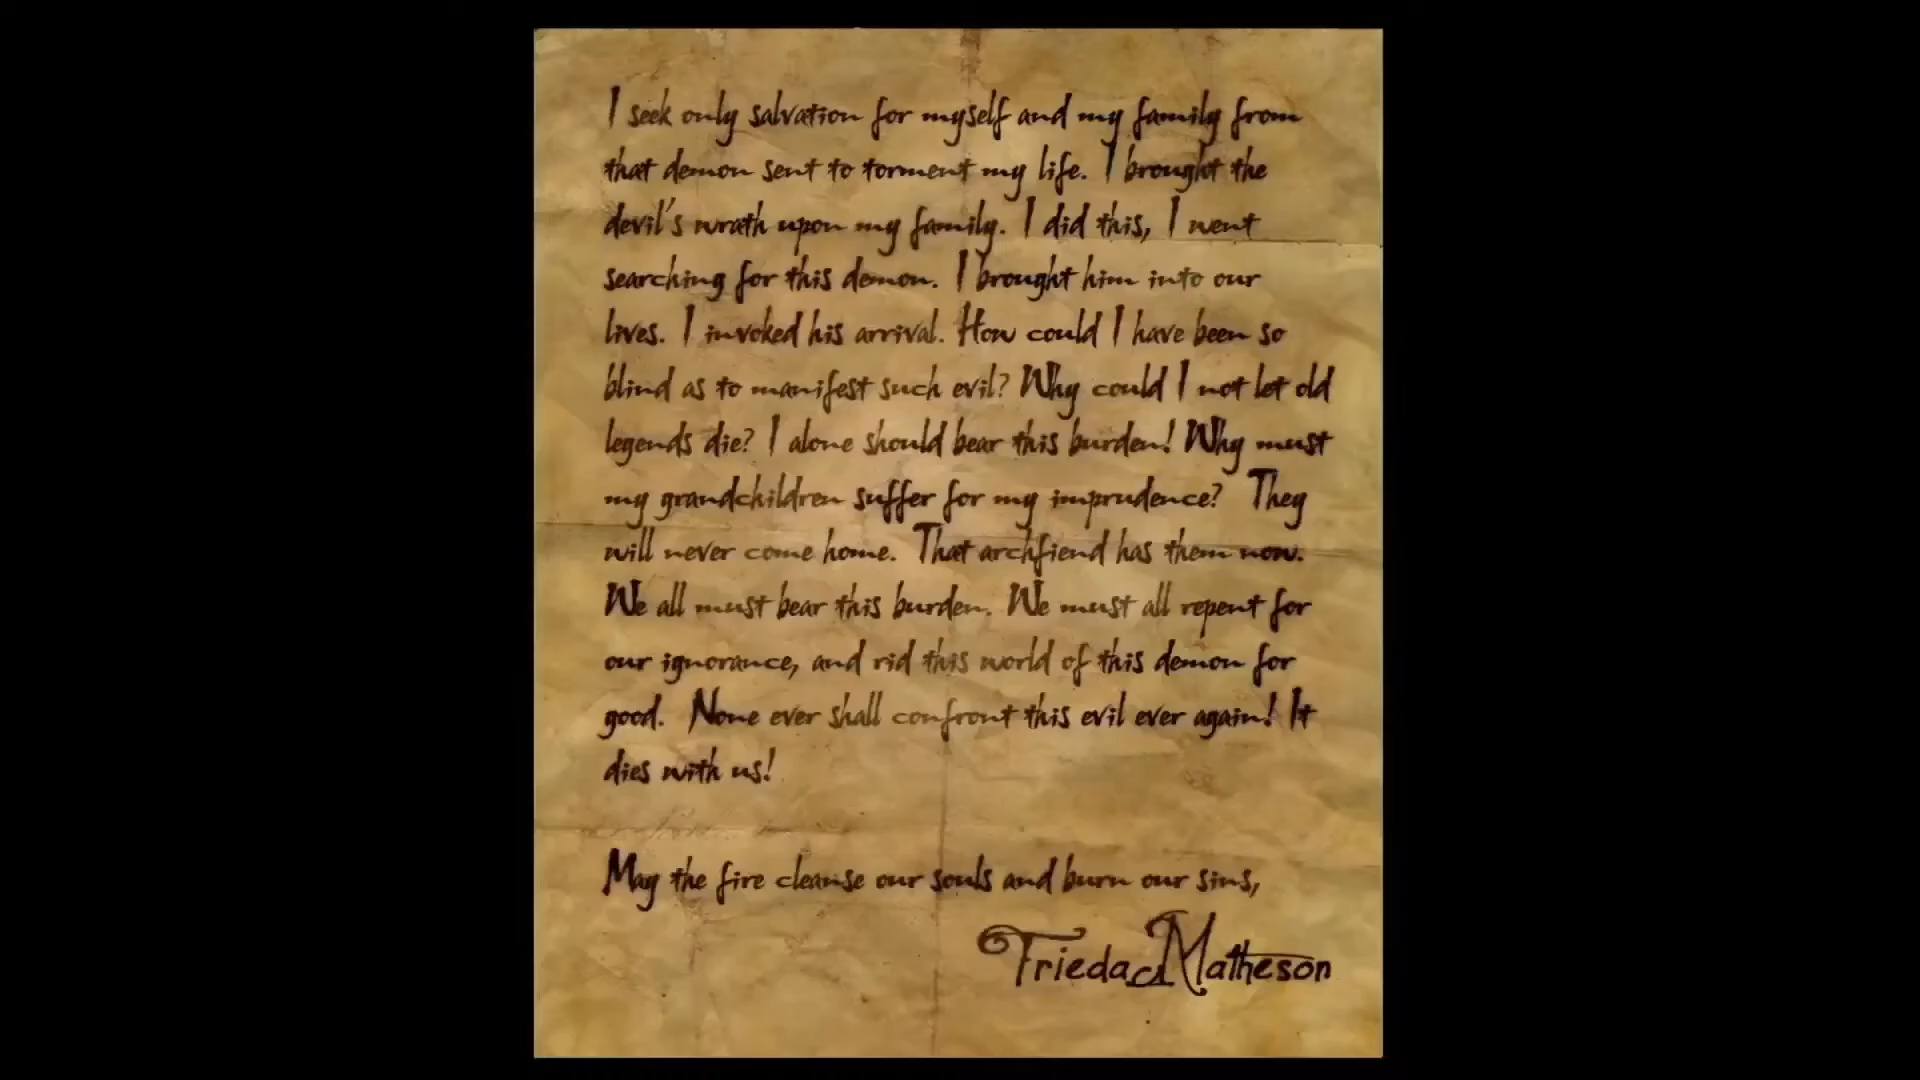 I seek only salvation for myself and my family from
that demon sent to torment my life. I brought the
devil's wrath upon my family. I did this, I went
searching for this demon. I brought him into our
lives. I invoked his arrival. How could I have been so
blind as to manifest such evil? Why could I not let old
legends die? I alone should bear this burden! Why must
my grandchildren suffer for my imprudence? They
will never come home. That archfiend has them now.
We all must bear this burden. We must all repent for
our ignorance, and rid this world of this demon for
good. None ever shall confront this evil ever again! It
dies with us!
May the fire cleanse our souls and burn our sins,
Frieda Matheson